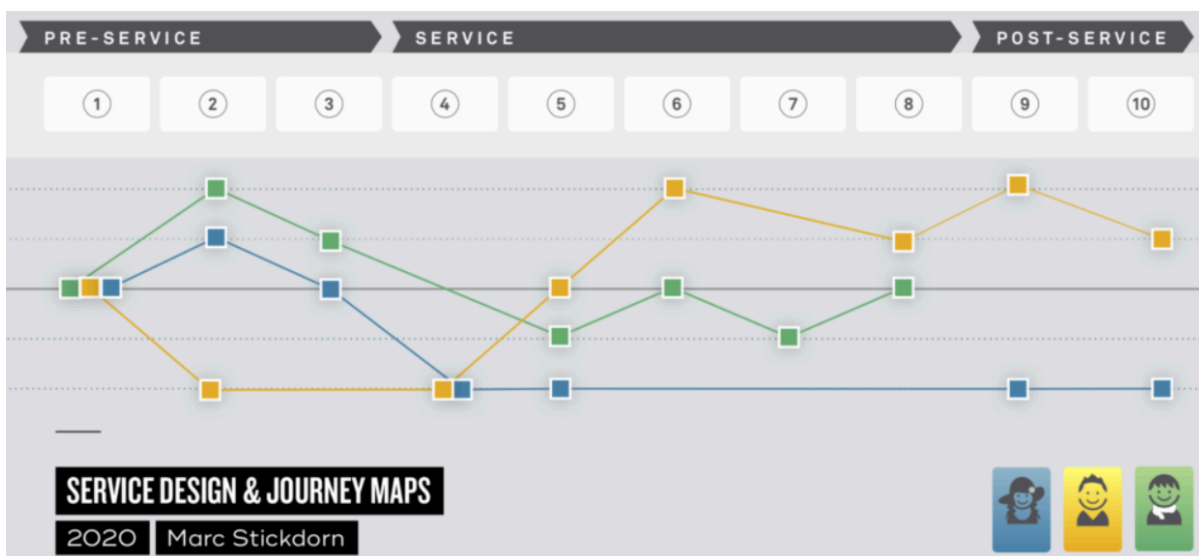 PRE-SERVICE SERVICE POST-SERVICE
1 2 3 4 5 6 7 8 9 10
SERVICE DESIGN & JOURNEY MAPS
2020 Marc Stickdorn